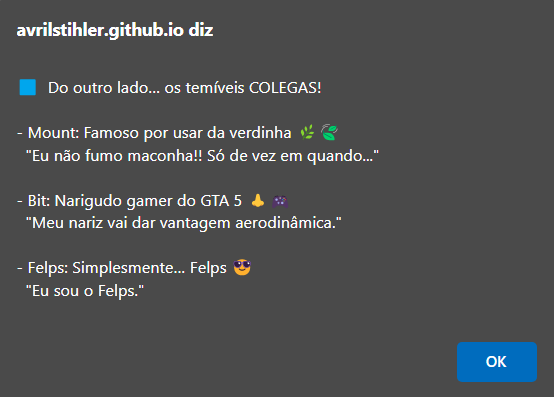 avrilstihler.github.io diz
🟦 Do outro lado... os temíveis COLEGAS!
- Mount: Famoso por usar da verdinha 🌿🍃
"Eu não fumo maconha!! Só de vez em quando..."
- Bit: Narigudo gamer do GTA 5 👃🎮
"Meu nariz vai dar vantagem aerodinâmica."
- Felps: Simplesmente... Felps 😎
"Eu sou o Felps."
OK